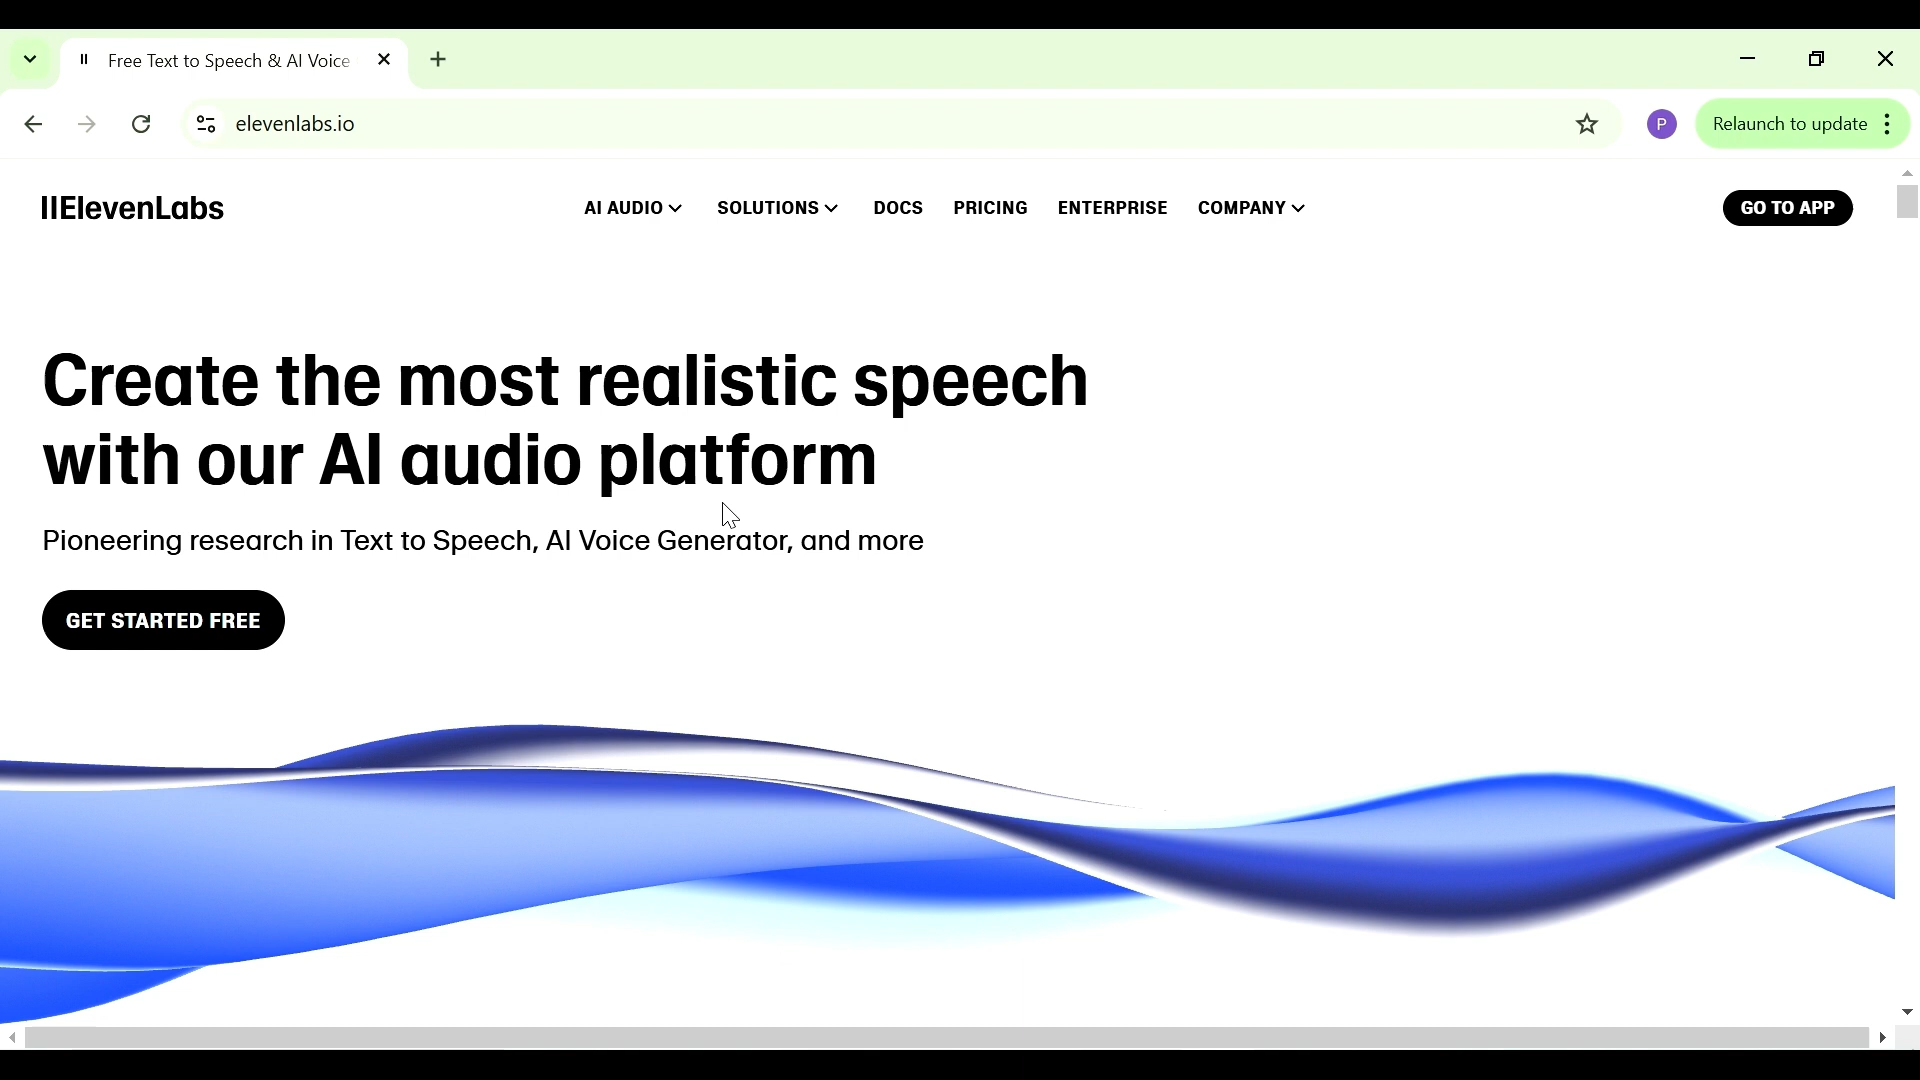 Free Text to Speech & AI Voice
elevenlabs.io
P
Relaunch to update
IIElevenLabs
AI AUDIO
SOLUTIONS
DOCS
PRICING
ENTERPRISE
COMPANY
GO TO APP
Create the most realistic speech
with our AI audio platform
Pioneering research in Text to Speech, AI Voice Generator, and more
GET STARTED FREE